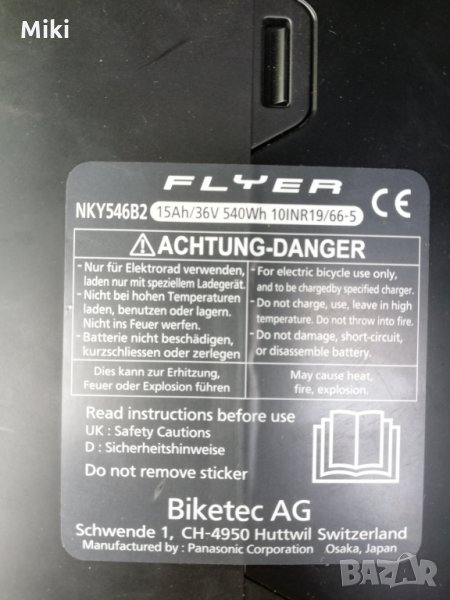 Miki
FLYER
NKY546B2 15Ah/36V 540Wh 10INR19/66-5 CE
ACHTUNG-DANGER
- Nur für Elektrorad verwenden,
laden nur mit speziellem Ladegerät.
- Nicht bei hohen Temperaturen
laden, benutzen oder lagern.
Nicht ins Feuer werfen.
- Batterie nicht beschädigen,
kurzschliessen oder zerlegen
- For electric bicycle use only,
and to be chargedby specified charger.
- Do not charge, use, leave in high
temperature. Do not throw into fire.
- Do not damage, short-circuit,
or disassemble battery.
Dies kann zur Erhitzung,
Feuer oder Explosion führen
May cause heat,
fire, explosion.
Read instructions before use
UK : Safety Cautions
D : Sicherheitshinweise
Do not remove sticker
Biketec AG
Schwende 1, CH-4950 Huttwil Switzerland
Manufactured by : Panasonic Corporation Osaka, Japan
bazar